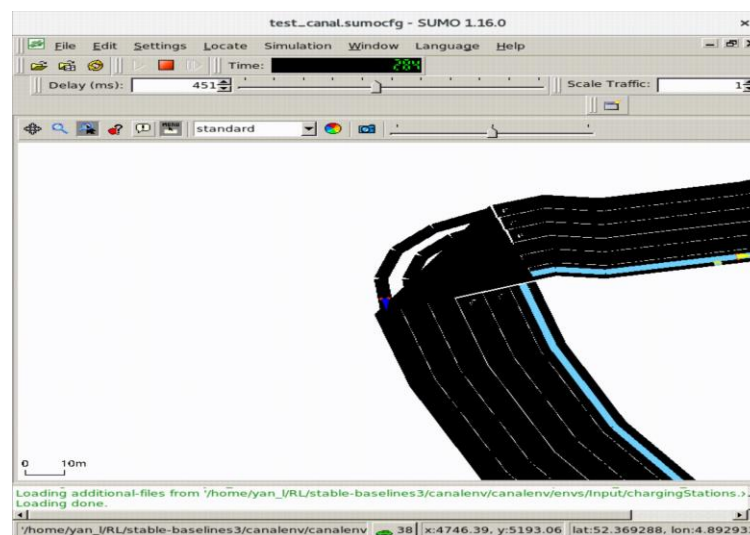 test_canal.sumocfg - SUMO 1.16.0
File Edit Settings Locate Simulation Window Language Help
Time: 284
Delay (ms): 451 Scale Traffic: 1
standard
0 10m
Loading additional-files from '/home/yan_l/RL/stable-baselines3/canalenv/canalenv/envs/Input/chargingStations.
Loading done.
'/home/yan_l/RL/stable-baselines3/canalenv/canalenv 38 x:4746.39, y:5193.06 lat:52.369288, lon:4.89293